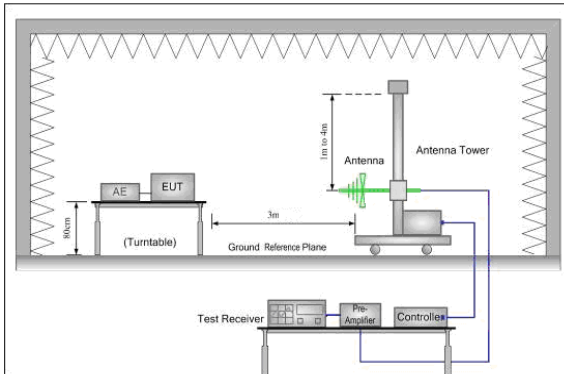 1m to 4m
Antenna
Antenna Tower
AE
EUT
80cm
(Turntable)
3m
Ground Reference Plane
Test Receiver
Pre-
Amplifier
Controller